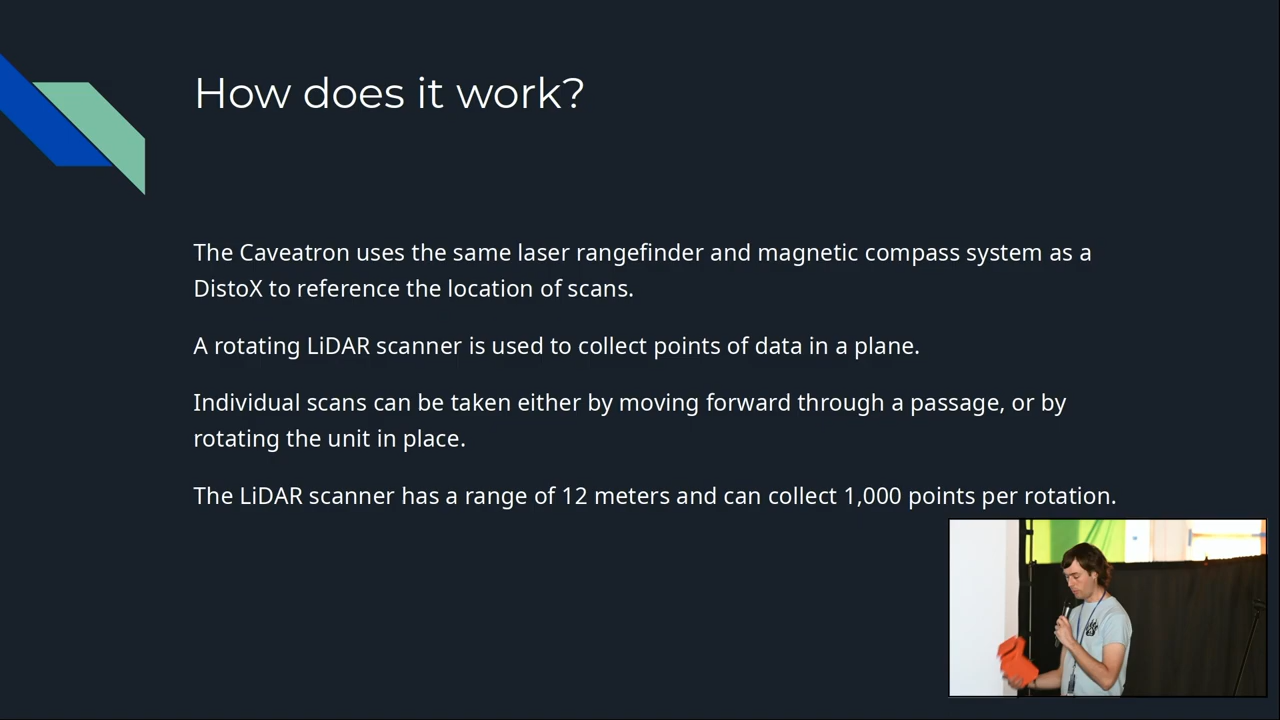 How does it work?
The Caveatron uses the same laser rangefinder and magnetic compass system as a
DistoX to reference the location of scans.
A rotating LiDAR scanner is used to collect points of data in a plane.
Individual scans can be taken either by moving forward through a passage, or by
rotating the unit in place.
The LiDAR scanner has a range of 12 meters and can collect 1,000 points per rotation.